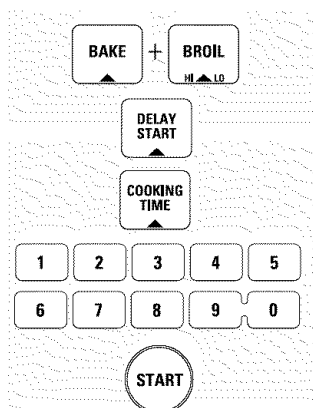 BAKE + BROIL
HI LO
DELAY
START
COOKING
TIME
1 2 3 4 5
6 7 8 9 0
START